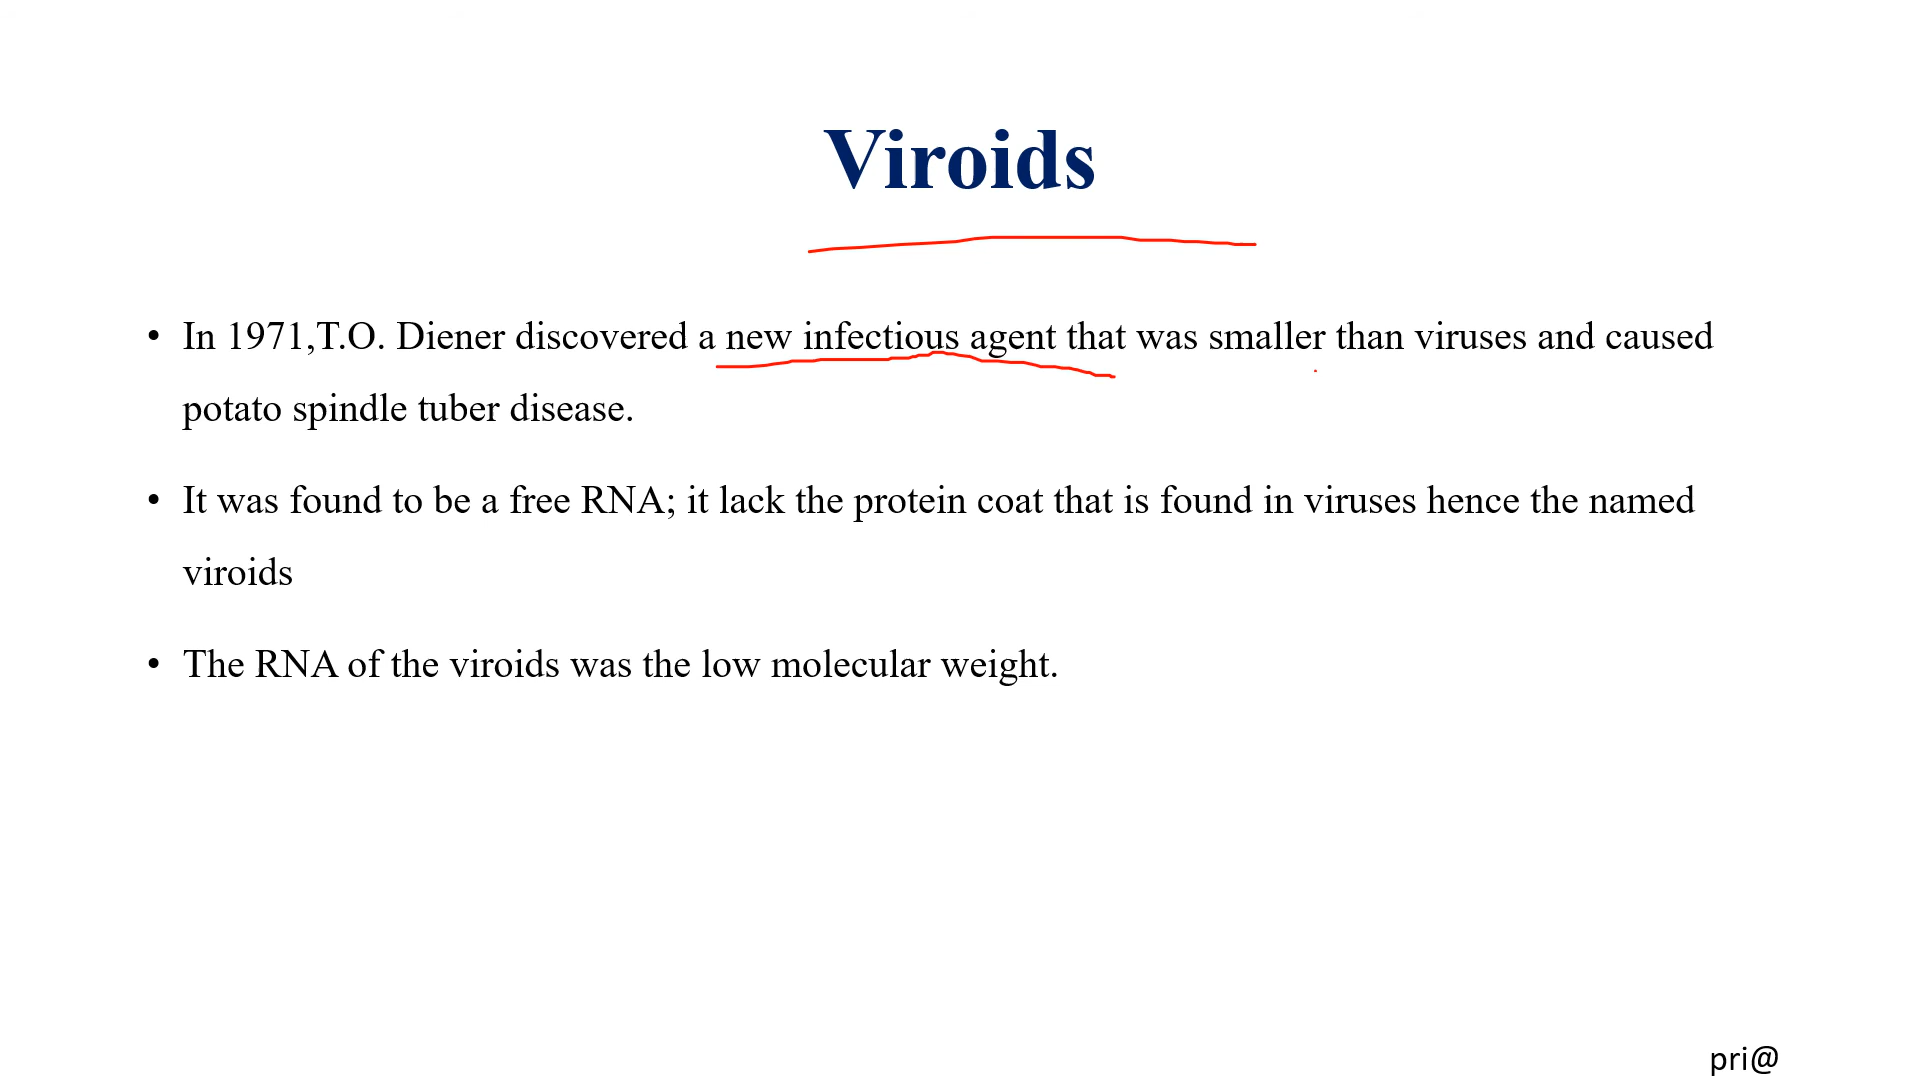 Viroids
• In 1971,T.O. Diener discovered a new infectious agent that was smaller than viruses and caused
potato spindle tuber disease.
• It was found to be a free RNA; it lack the protein coat that is found in viruses hence the named
viroids
• The RNA of the viroids was the low molecular weight.
pri@